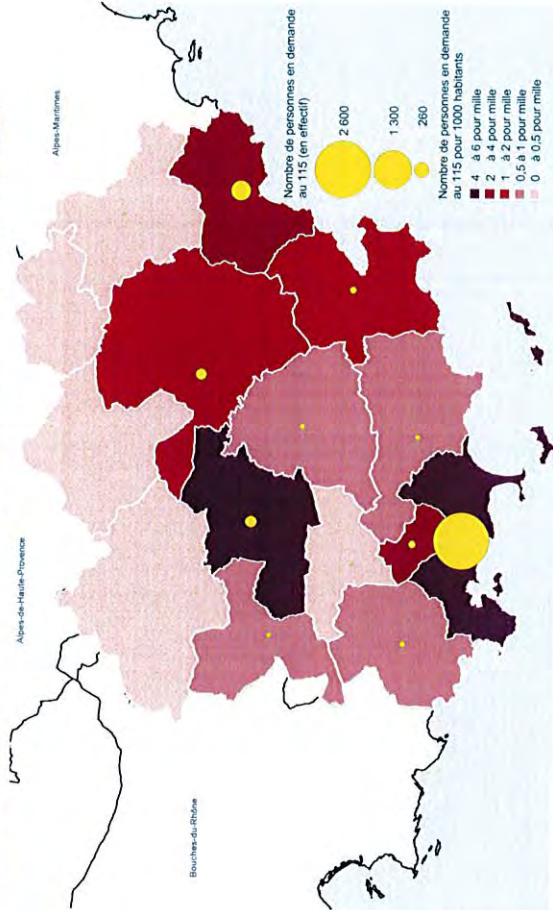 Alpes-de-Haute-Provence
Alpes-Maritimes
Bouches-du-Rhône
Nombre de personnes en demande
au 115 (en effectif)
2 600
1 300
260
Nombre de personnes en demande
au 115 pour 1000 habitants
4 à 6 pour mille
2 à 4 pour mille
1 à 2 pour mille
0,5 à 1 pour mille
0 à 0,5 pour mille